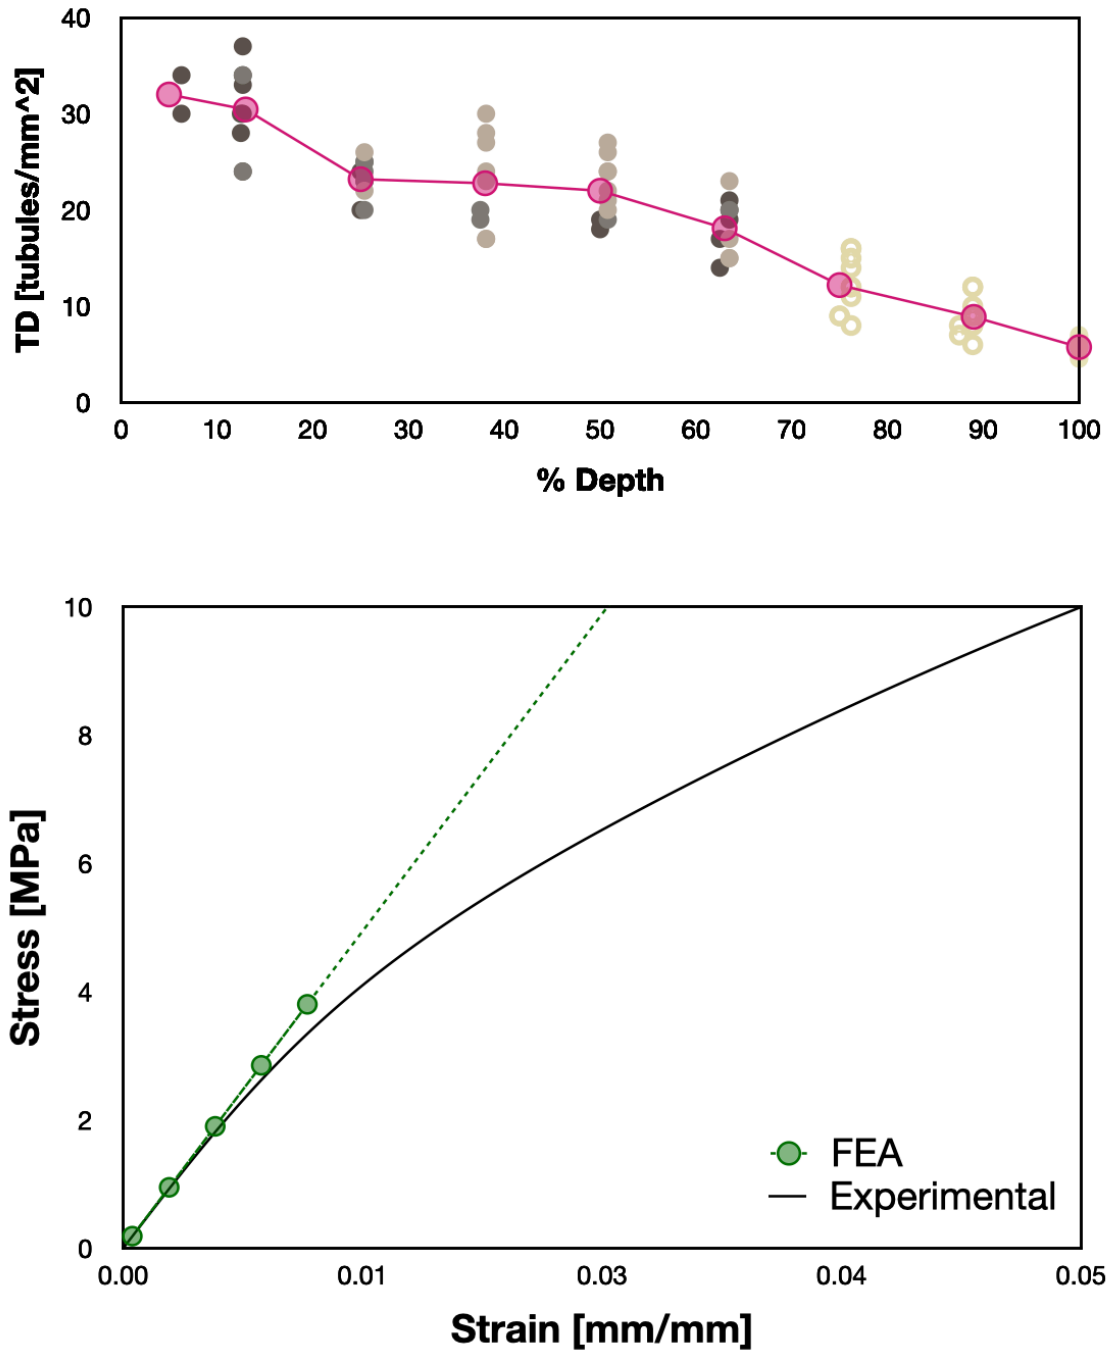 40
30
20
10
0
TD [tubules/mm^2]
0 10 20 30 40 50 60 70 80 90 100
% Depth
10
8
6
4
2
0
Stress [MPa]
FEA
Experimental
0.00 0.01 0.03 0.04 0.05
Strain [mm/mm]